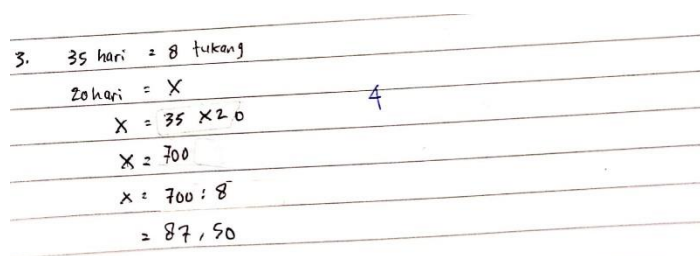 3. 35 hari = 8 tukang
20 hari = X
X = 35 X 20
4
X = 700
X = 700 : 8
= 87,50